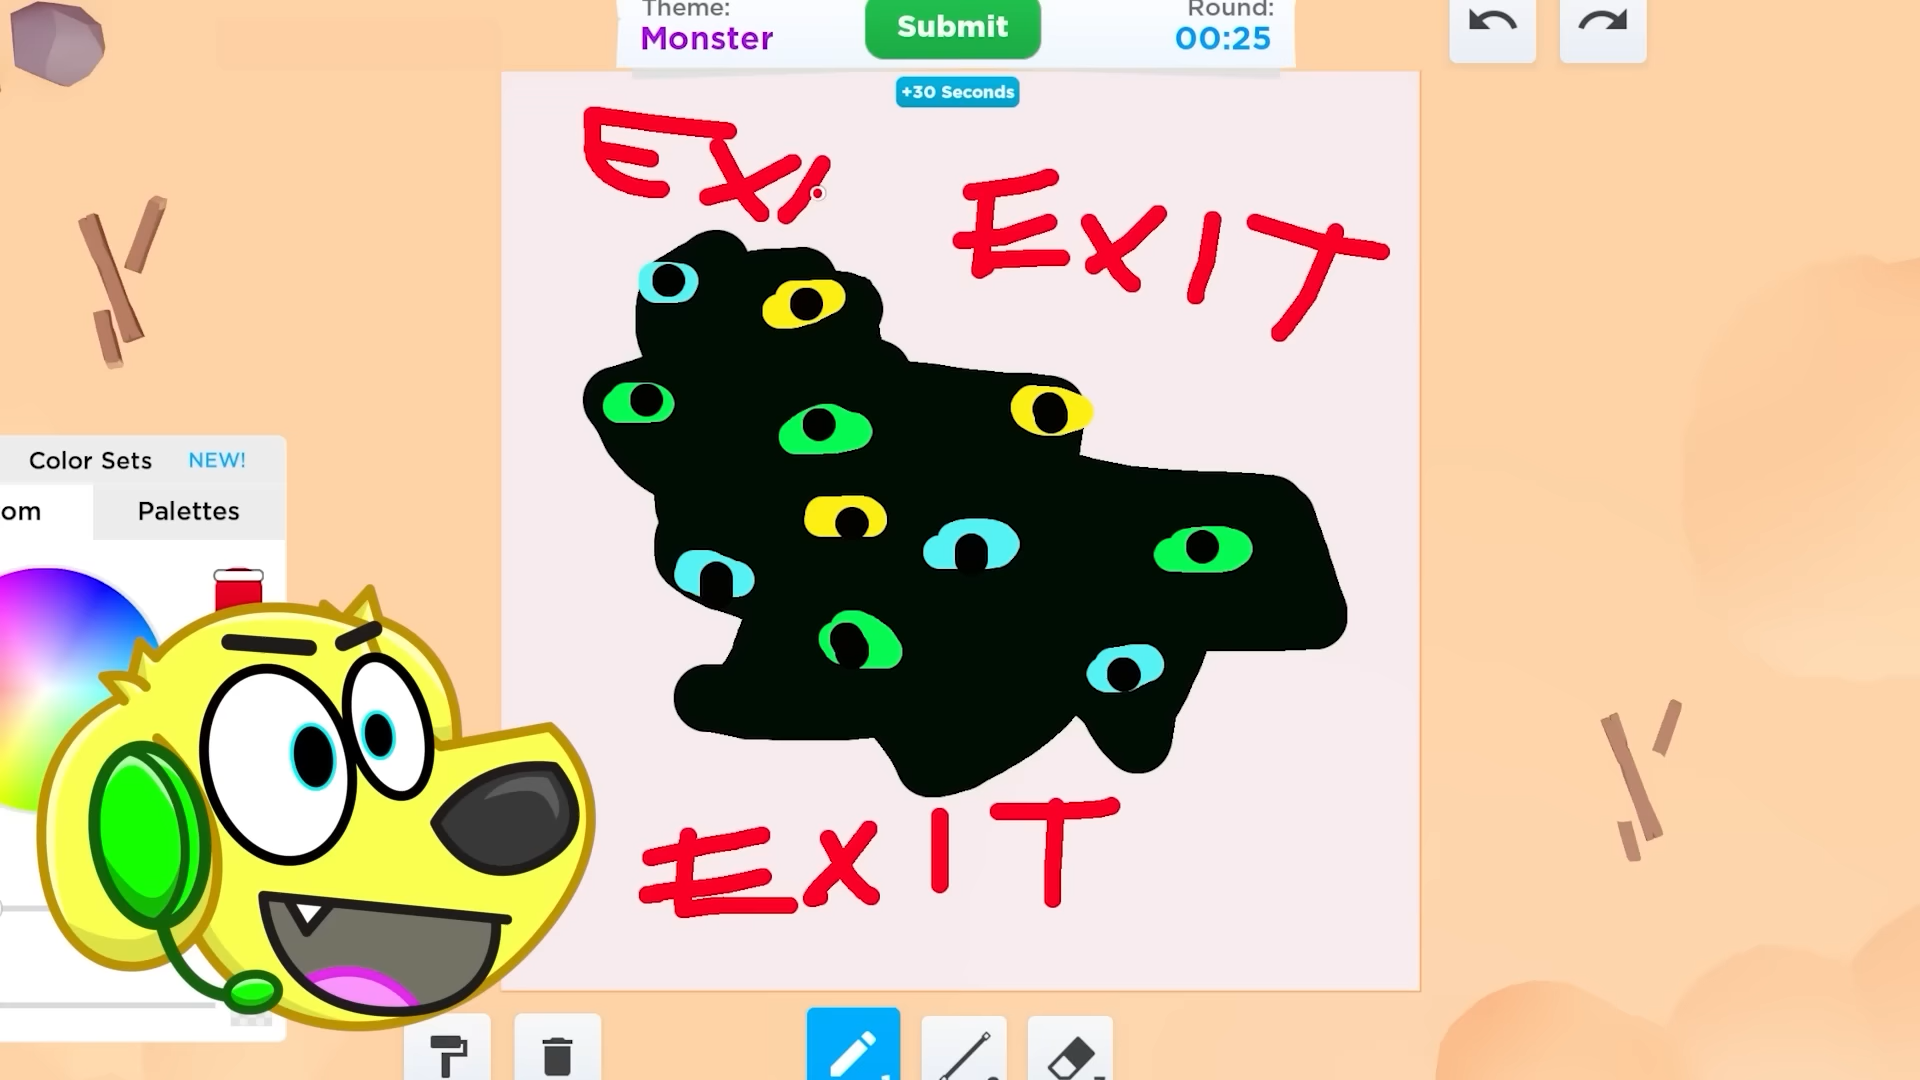 Theme:
Monster
Submit
Round:
00:25
+30 Seconds
EXI
EXIT
Color Sets NEW!
om Palettes
EXIT